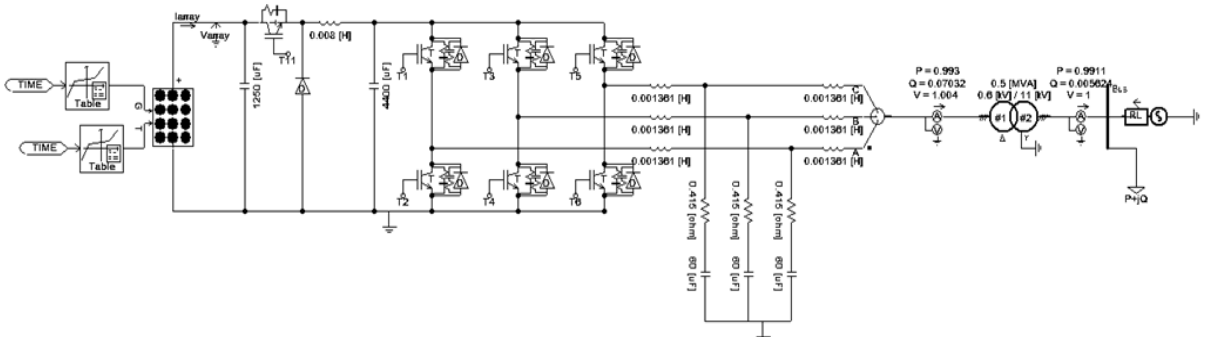 Iarray
Varray
TIME
Table
G
T
TIME
Table
+
1250 [uF]
T11
0.008 [H]
D
4400 [uF]
T1
T3
T5
T2
T4
T6
T
D
T
D
T
D
T
D
T
D
T
D
0.001361 [H]
0.001361 [H]
0.001361 [H]
0.001361 [H]
0.001361 [H]
0.001361 [H]
C
B
A
0.415 [ohm]
0.415 [ohm]
0.415 [ohm]
60 [uF]
60 [uF]
60 [uF]
P = 0.993
Q = 0.07032
V = 1.004
A
V
0.5 [MVA]
0.6 [kV] / 11 [kV]
#1
#2
Δ
Y
P = 0.9911
Q = 0.005624
V = 1
A
V
RL
S
P+jQ